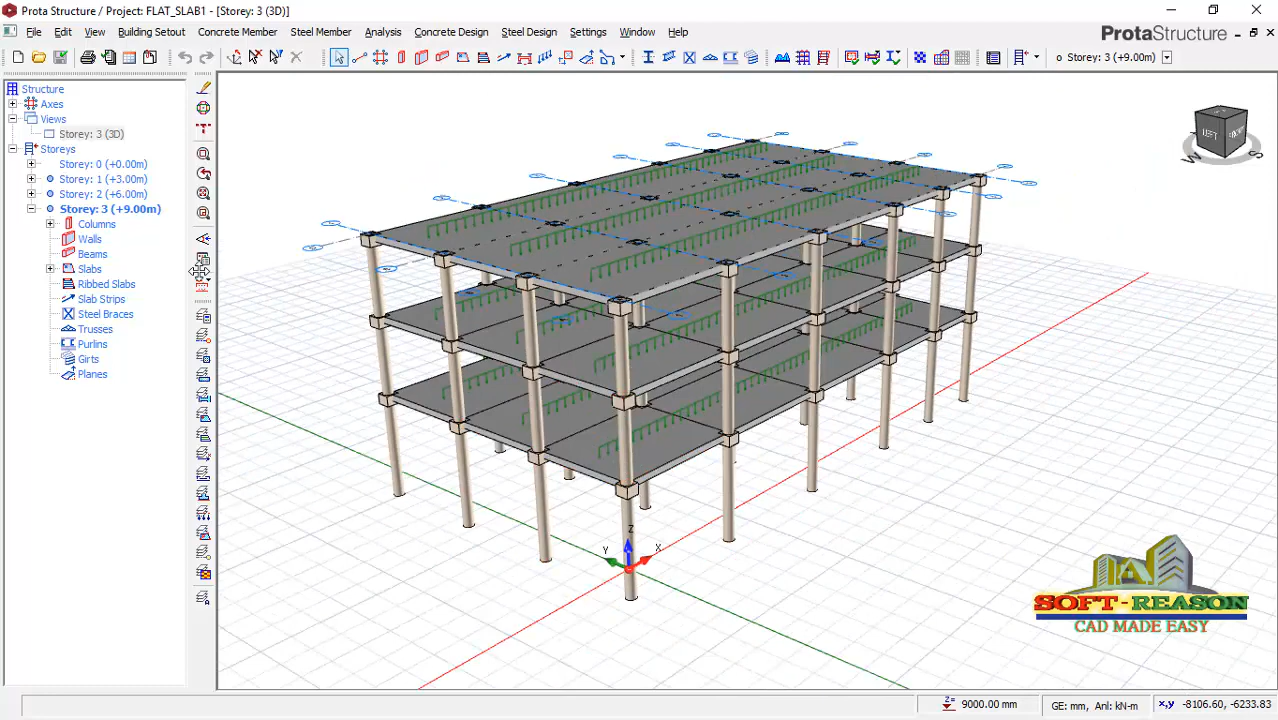 Prota Structure / Project: FLAT_SLAB1 - [Storey: 3 (3D)]
File Edit View Building Setout Concrete Member Steel Member Analysis Concrete Design Steel Design Settings Window Help
ProtaStructure
o Storey: 3 (+9.00m)
Structure
Axes
Views
Storey: 3 (3D)
Storeys
Storey: 0 (+0.00m)
Storey: 1 (+3.00m)
Storey: 2 (+6.00m)
Storey: 3 (+9.00m)
Columns
Walls
Beams
Slabs
Ribbed Slabs
Slab Strips
Steel Braces
Trusses
Purlins
Girts
Planes
LEFT
W
S
Z
Y
X
SOFT-REASON
CAD MADE EASY
Z= 9000.00 mm
GE: mm, Anl: kN-m
x,y -8106.60, -6233.83